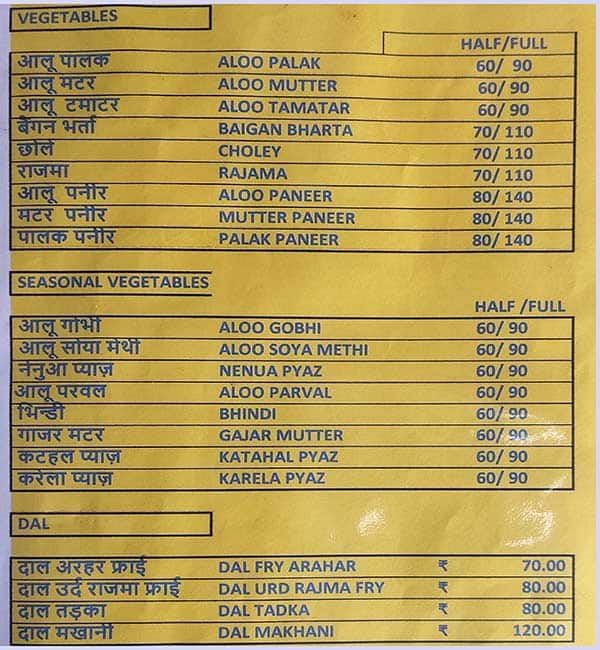 VEGETABLES
HALF/FULL
आलू पालक ALOO PALAK 60/ 90
आलू मटर ALOO MUTTER 60/ 90
आलू टमाटर ALOO TAMATAR 60/ 90
बैंगन भर्ता BAIGAN BHARTA 70/ 110
छोले CHOLEY 70/ 110
राजमा RAJAMA 70/ 110
आलू पनीर ALOO PANEER 80/ 140
मटर पनीर MUTTER PANEER 80/ 140
पालक पनीर PALAK PANEER 80/ 140
SEASONAL VEGETABLES
HALF /FULL
आलू गोभी ALOO GOBHI 60/ 90
आलू सोया मेथी ALOO SOYA METHI 60/ 90
नेनुआ प्याज़ NENUA PYAZ 60/ 90
आलू परवल ALOO PARVAL 60/ 90
भिन्डी BHINDI 60/ 90
गाजर मटर GAJAR MUTTER 60/ 90
कटहल प्याज़ KATAHAL PYAZ 60/ 90
करेला प्याज़ KARELA PYAZ 60/ 90
DAL
दाल अरहर फ्राई DAL FRY ARAHAR ₹ 70.00
दाल उर्द राजमा फ्राई DAL URD RAJMA FRY ₹ 80.00
दाल तड़का DAL TADKA ₹ 80.00
दाल मखानी DAL MAKHANI ₹ 120.00